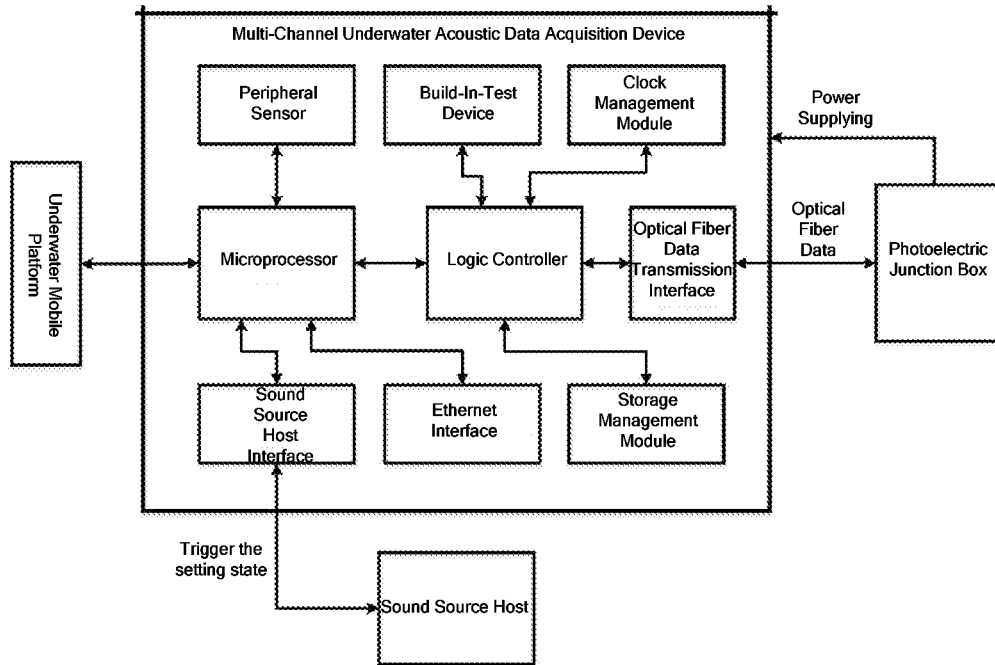 Multi-Channel Underwater Acoustic Data Acquisition Device
Peripheral
Sensor
Build-In-Test
Device
Clock
Management
Module
Power
Supplying
Underwater Mobile
Platform
Microprocessor
Logic Controller
Optical Fiber
Data
Transmission
Interface
Optical
Fiber
Data
Photoelectric
Junction Box
Sound
Source
Host
Interface
Ethernet
Interface
Storage
Management
Module
Trigger the
setting state
Sound Source Host